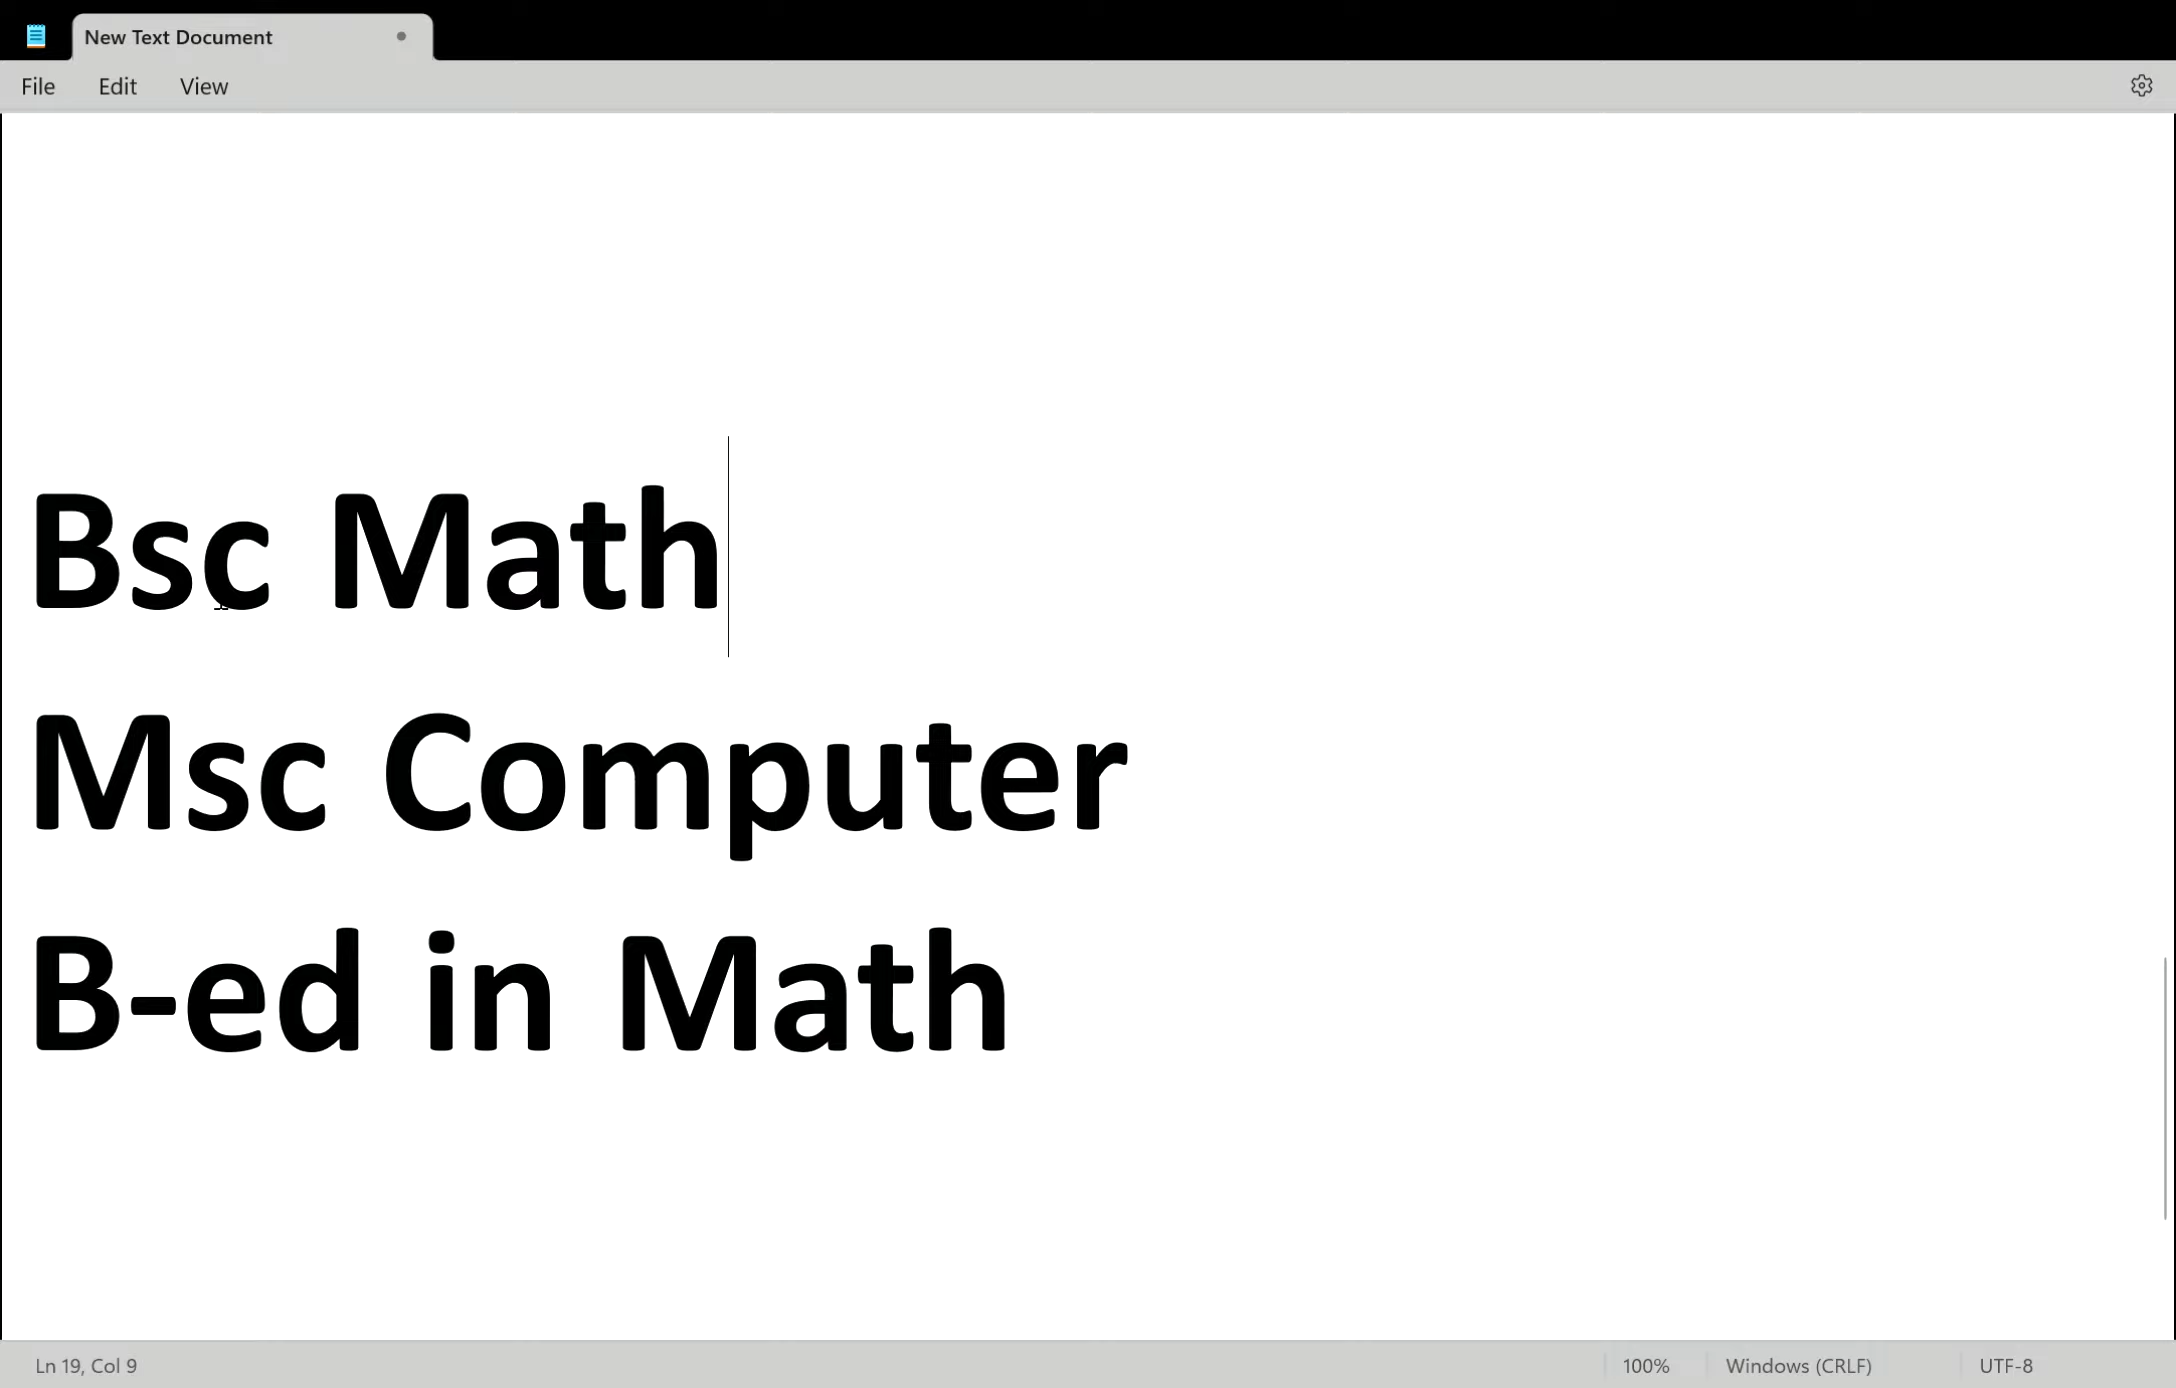 New Text Document
File Edit View
Bsc Math
Msc Computer
B-ed in Math
Ln 19, Col 9 100% Windows (CRLF) UTF-8